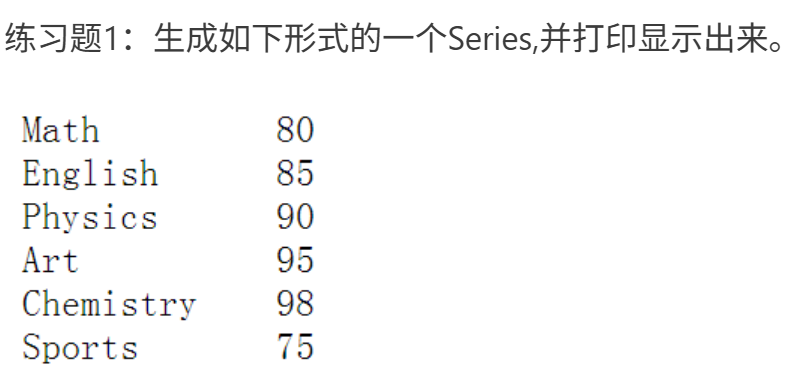 练习题1：生成如下形式的一个Series,并打印显示出来。
Math 80
English 85
Physics 90
Art 95
Chemistry 98
Sports 75